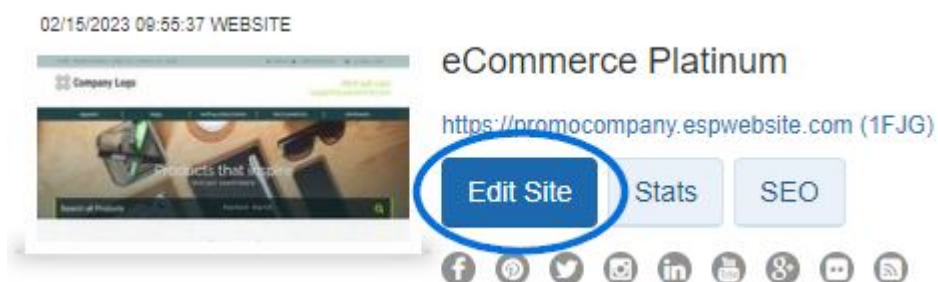 02/15/2023 09:55:37 WEBSITE
eCommerce Platinum
https://promocompany.espwebsite.com (1FJG)
Edit Site
Stats
SEO
Company Logo
Products that inspire
Search all Products